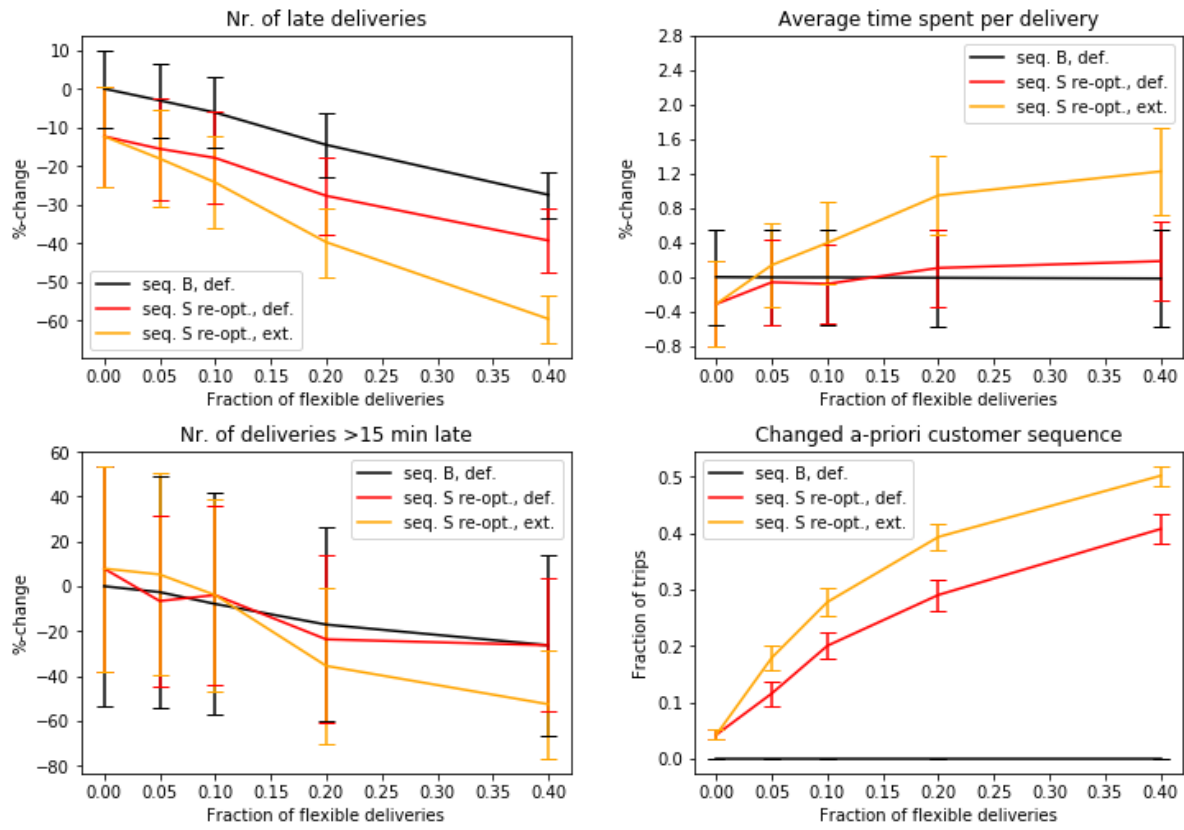 Nr. of late deliveries
10
0
−10
−20
−30
−40
−50
−60
%-change
seq. B, def.
seq. S re-opt., def.
seq. S re-opt., ext.
0.00 0.05 0.10 0.15 0.20 0.25 0.30 0.35 0.40
Fraction of flexible deliveries
Average time spent per delivery
2.8
2.4
2.0
1.6
1.2
0.8
0.4
0.0
−0.4
−0.8
%-change
seq. B, def.
seq. S re-opt., def.
seq. S re-opt., ext.
0.00 0.05 0.10 0.15 0.20 0.25 0.30 0.35 0.40
Fraction of flexible deliveries
Nr. of deliveries >15 min late
60
40
20
0
−20
−40
−60
−80
%-change
seq. B, def.
seq. S re-opt., def.
seq. S re-opt., ext.
0.00 0.05 0.10 0.15 0.20 0.25 0.30 0.35 0.40
Fraction of flexible deliveries
Changed a-priori customer sequence
0.5
0.4
0.3
0.2
0.1
0.0
Fraction of trips
seq. B, def.
seq. S re-opt., def.
seq. S re-opt., ext.
0.00 0.05 0.10 0.15 0.20 0.25 0.30 0.35 0.40
Fraction of flexible deliveries